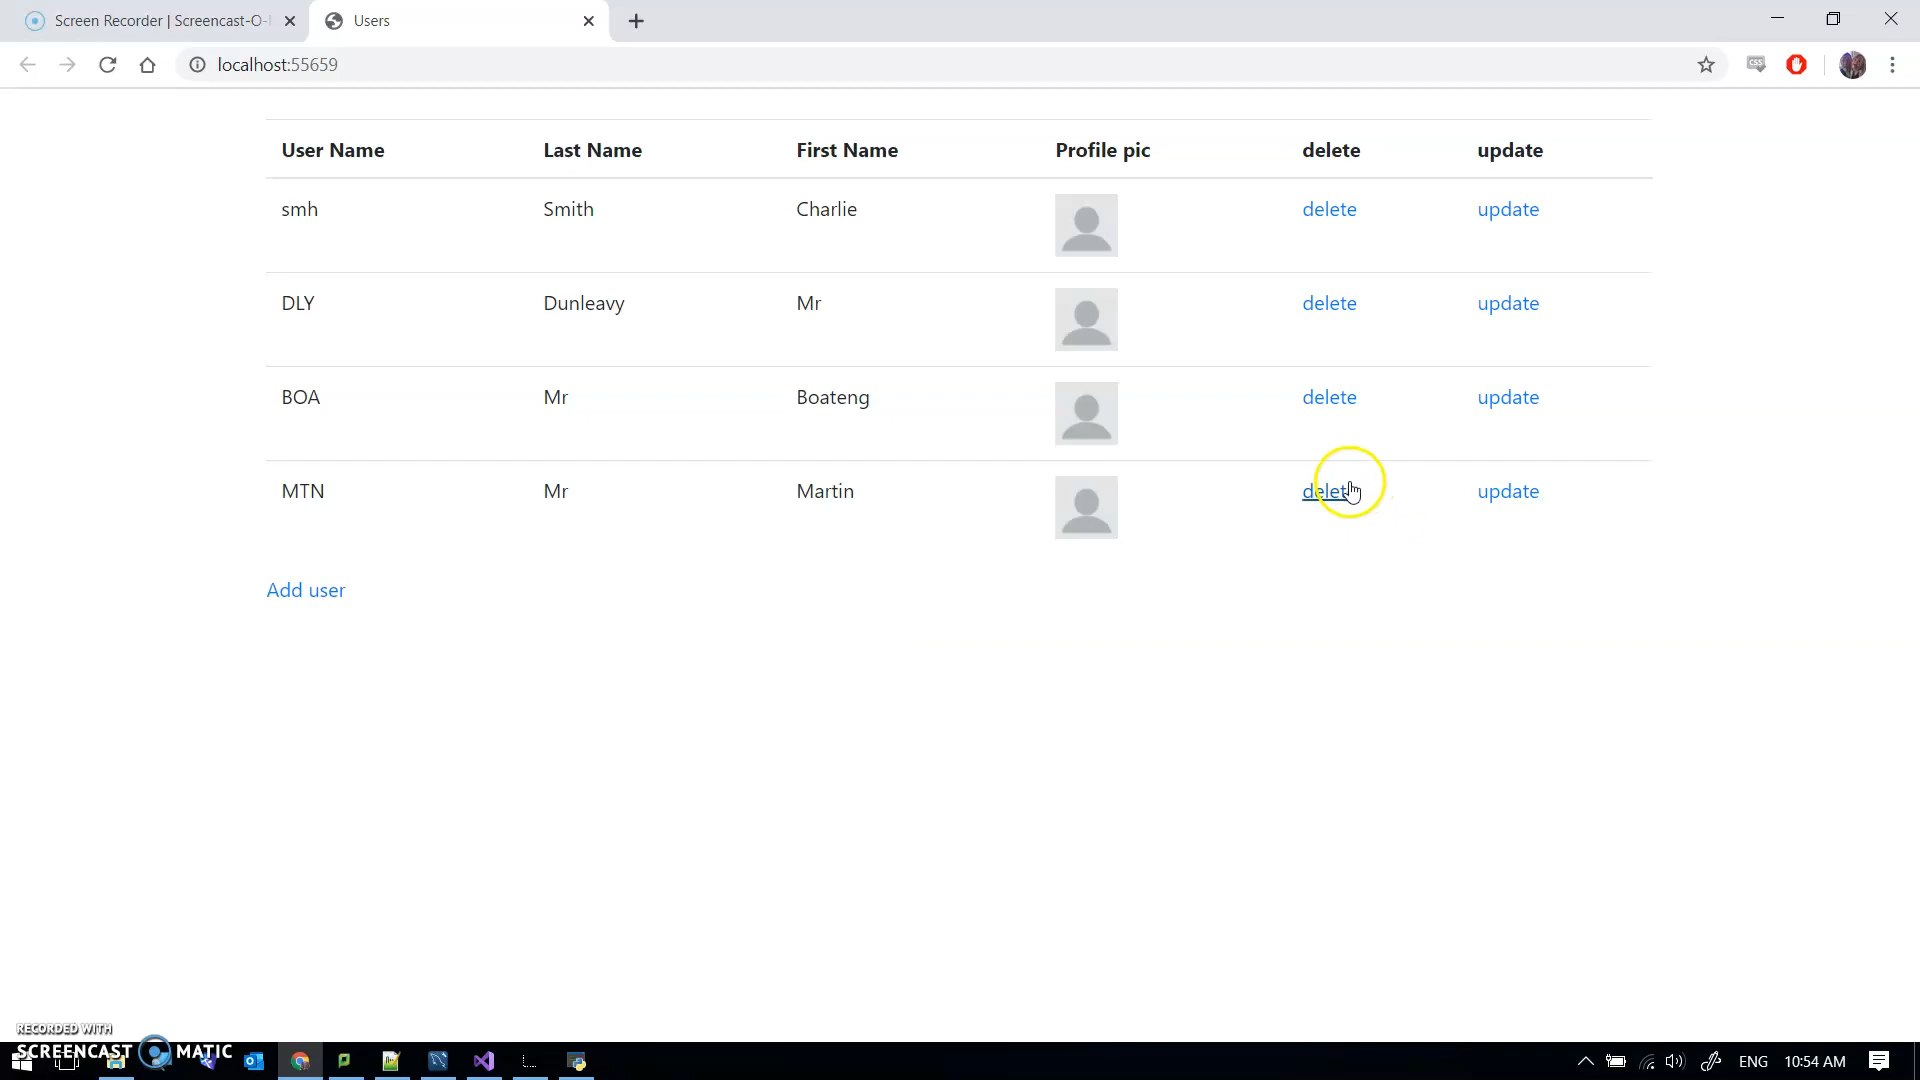 Screen Recorder | Screencast-O-
Users
localhost:55659
CSS
User Name Last Name First Name Profile pic delete update
smh Smith Charlie delete update
DLY Dunleavy Mr delete update
BOA Mr Boateng delete update
MTN Mr Martin delete update
Add user
RECORDED WITH
SCREENCAST MATIC
ENG 10:54 AM